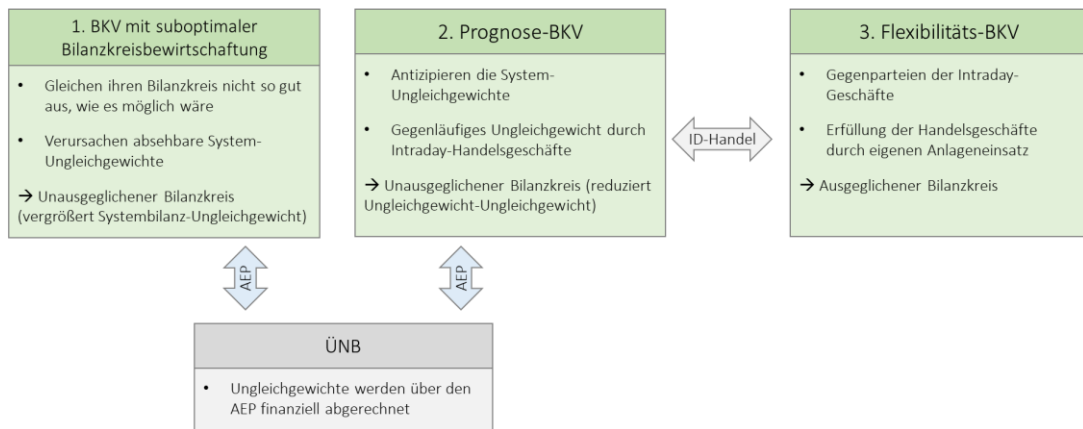 1. BKV mit suboptimaler
Bilanzkreisbewirtschaftung
• Gleichen ihren Bilanzkreis nicht so gut
aus, wie es möglich wäre
• Verursachen absehbare System-
Ungleichgewichte
→ Unausgeglichener Bilanzkreis
(vergrößert Systembilanz-Ungleichgewicht)
2. Prognose-BKV
• Antizipieren die System-
Ungleichgewichte
• Gegenläufiges Ungleichgewicht durch
Intraday-Handelsgeschäfte
→ Unausgeglichener Bilanzkreis (reduziert
Ungleichgewicht-Ungleichgewicht)
ID-Handel
3. Flexibilitäts-BKV
• Gegenparteien der Intraday-
Geschäfte
• Erfüllung der Handelsgeschäfte
durch eigenen Anlageneinsatz
→ Ausgeglichener Bilanzkreis
AEP
AEP
ÜNB
• Ungleichgewichte werden über den
AEP finanziell abgerechnet